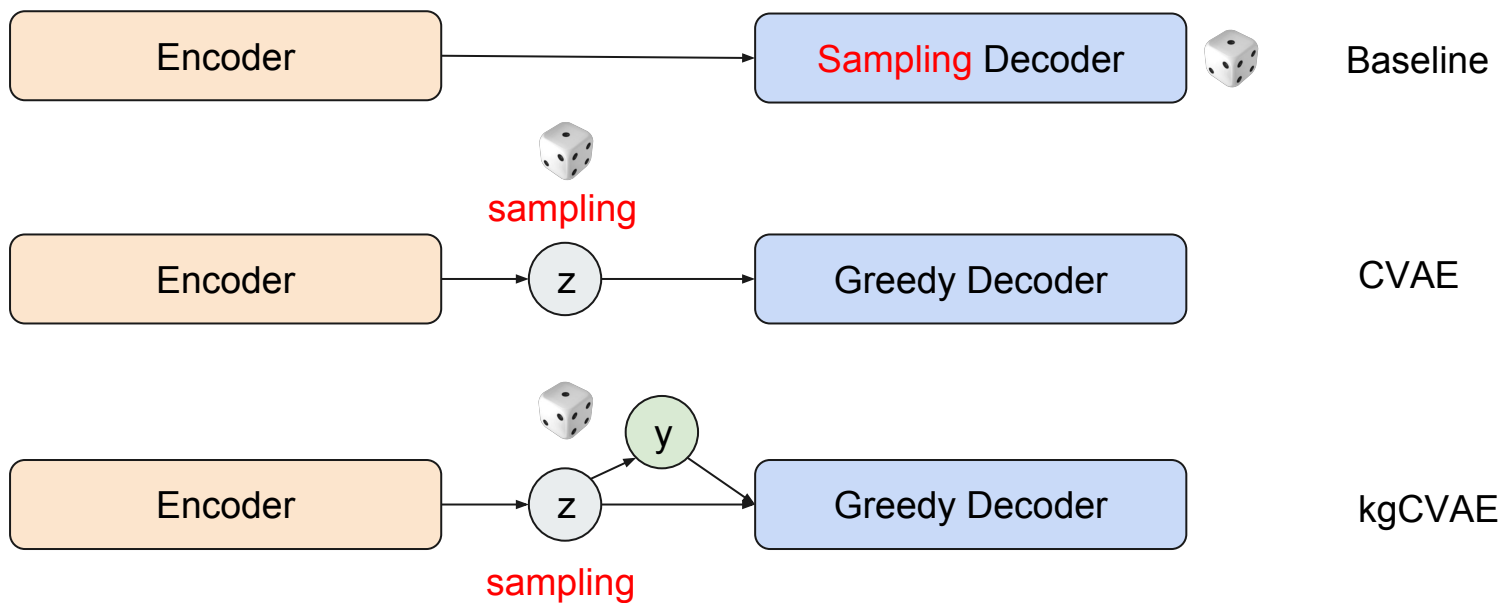 Encoder
Sampling Decoder
Baseline
sampling
Encoder
z
Greedy Decoder
CVAE
y
Encoder
z
Greedy Decoder
kgCVAE
sampling